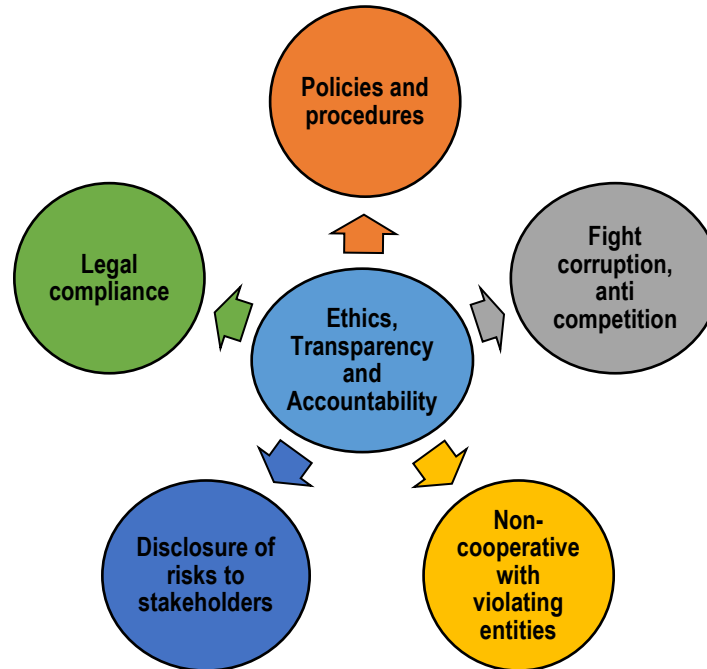 Policies and
procedures
Legal
compliance
Fight
corruption,
anti
competition
Ethics,
Transparency
and
Accountability
Disclosure of
risks to
stakeholders
Non-
cooperative
with
violating
entities